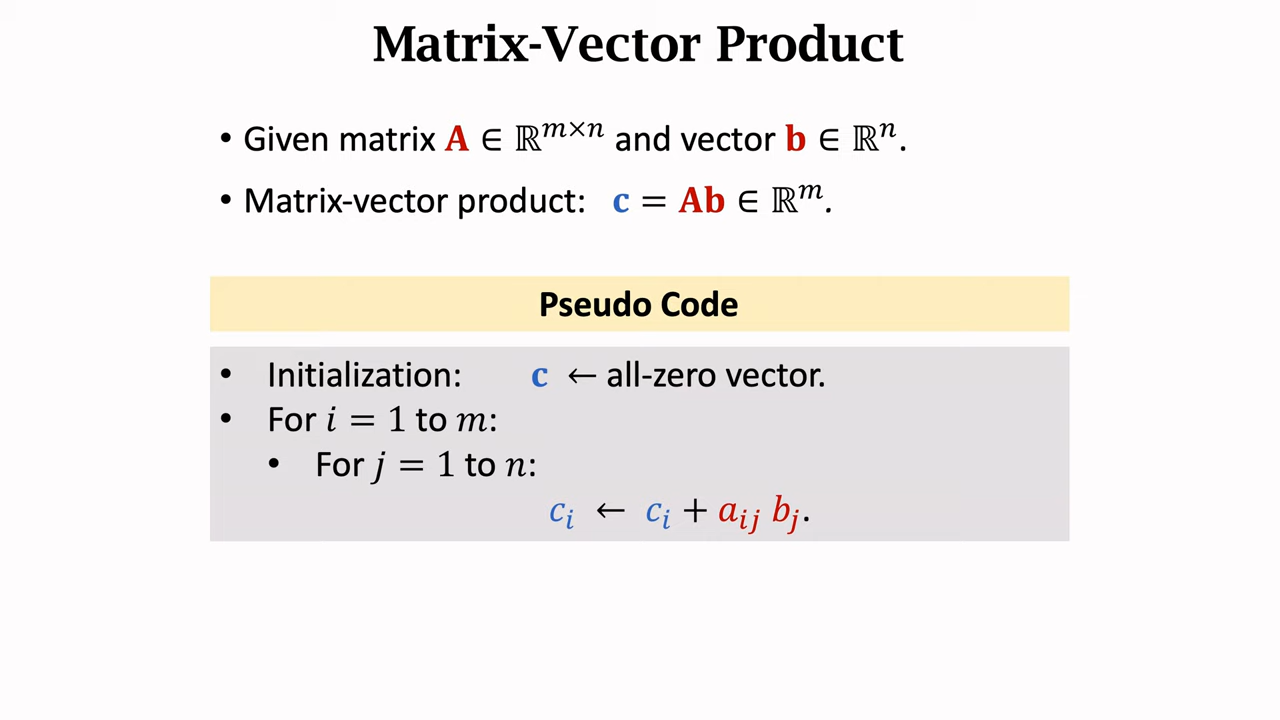 Matrix-Vector Product
• Given matrix A ∈ ℝ^{m×n} and vector b ∈ ℝ^n.
• Matrix-vector product: c = Ab ∈ ℝ^m.
Pseudo Code
• Initialization: c ← all-zero vector.
• For i = 1 to m:
• For j = 1 to n:
c_i ← c_i + a_{ij} b_j.